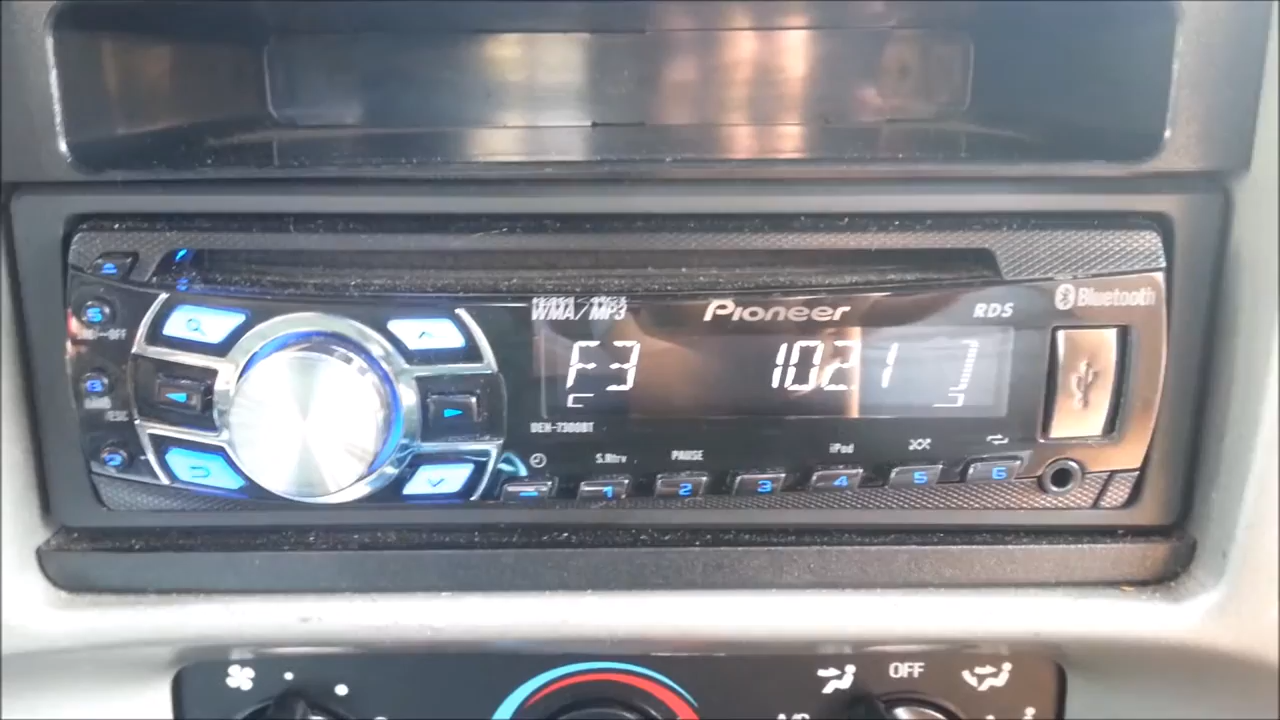 WMA/MP3
Pioneer
RDS
Bluetooth
F3 102.1
DEH-7300BT
S.Rtrv
PAUSE
iPod
S
B
1 2 3 4 5 6
OFF
A/C